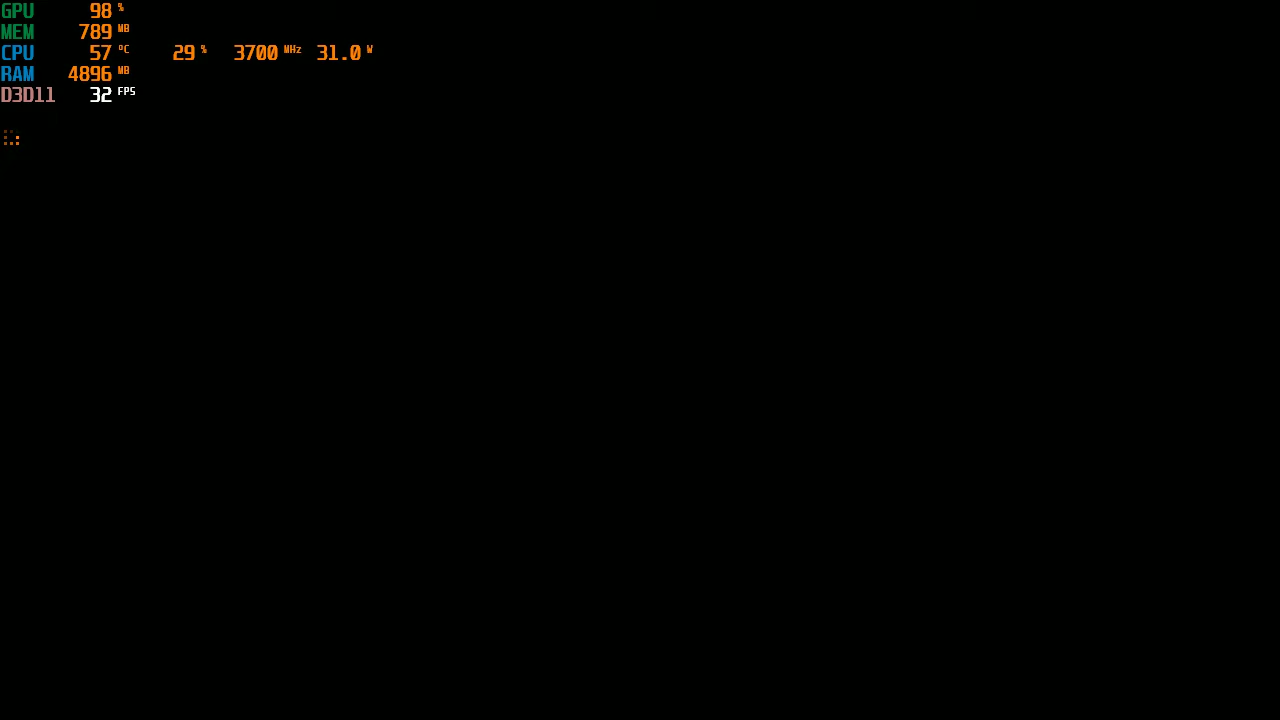 GPU 98 %
MEM 789 MB
CPU 57 °C 29 % 3700 MHz 31.0 W
RAM 4896 MB
D3D11 32 FPS